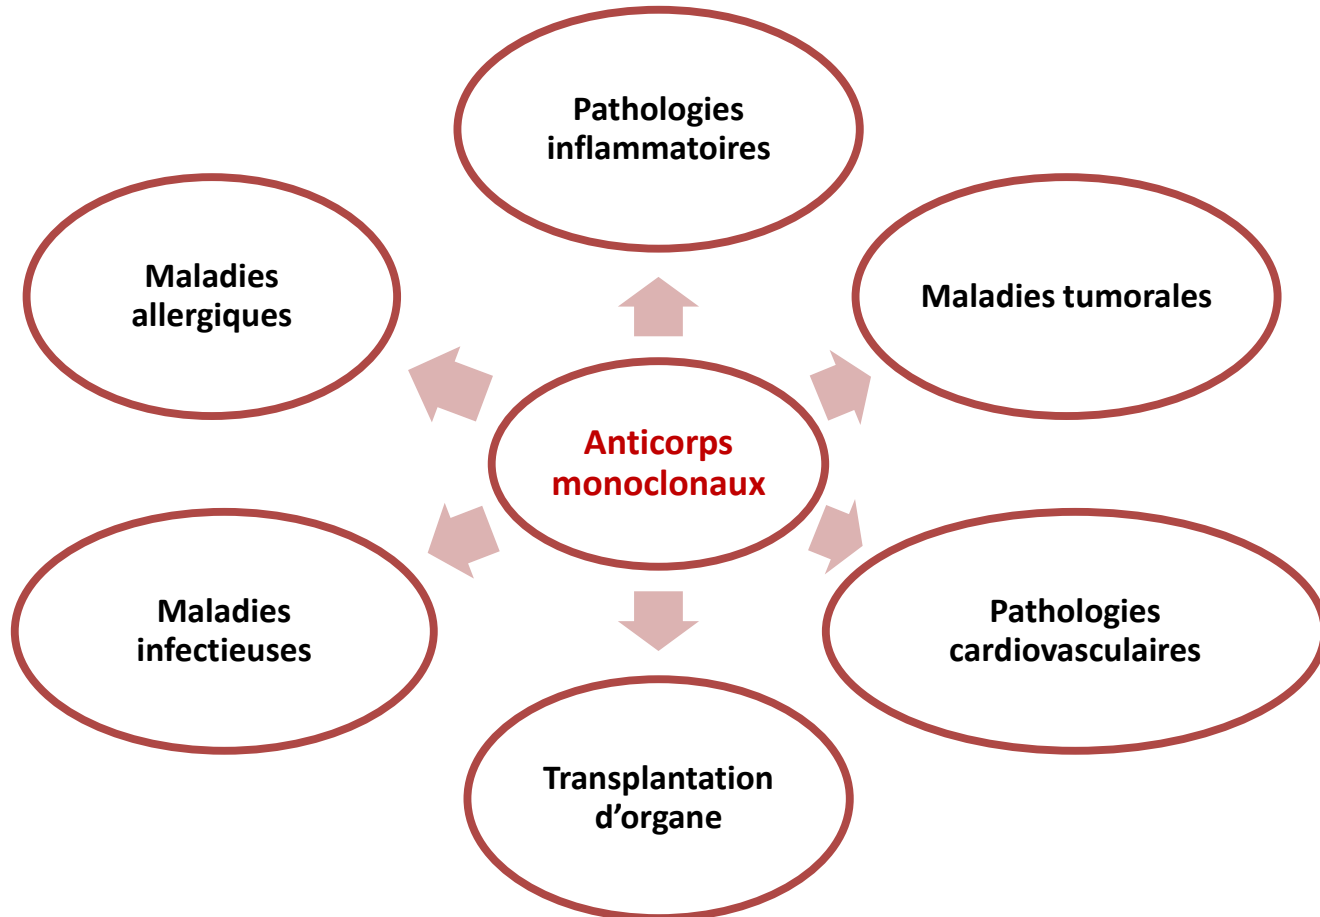 Pathologies
inflammatoires
Maladies
allergiques
Maladies tumorales
Anticorps
monoclonaux
Maladies
infectieuses
Pathologies
cardiovasculaires
Transplantation
d’organe